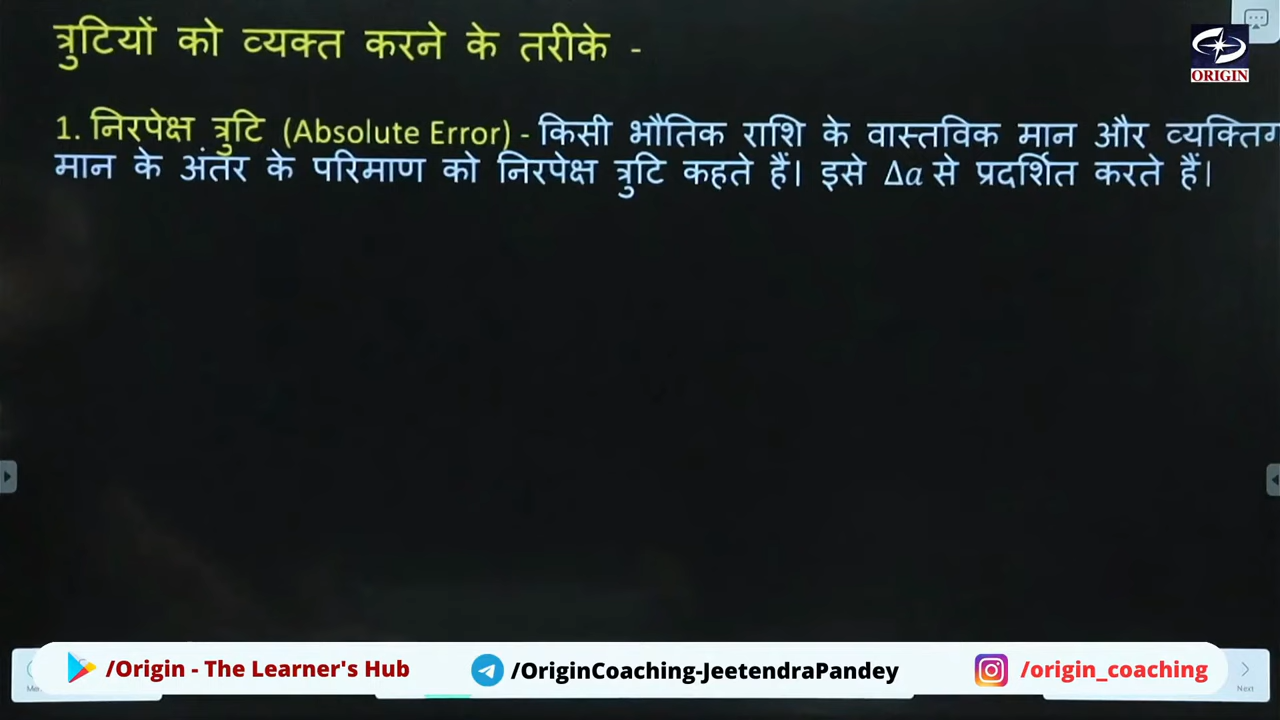 त्रुटियों को व्यक्त करने के तरीके -
ORIGIN
1. निरपेक्ष त्रुटि (Absolute Error) - किसी भौतिक राशि के वास्तविक मान और
मान के अंतर के परिमाण को निरपेक्ष त्रुटि कहते हैं। इसे Δa से प्रदर्शित करते हैं।
/Origin - The Learner's Hub
/OriginCoaching-JeetendraPandey
/origin_coaching
Next